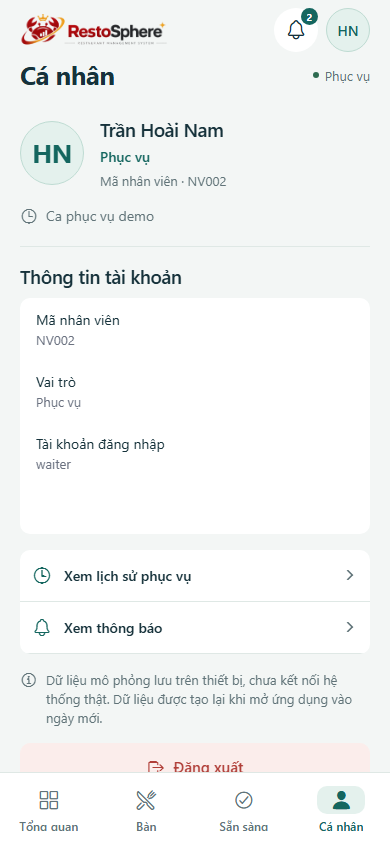 RestoSphere
RESTAURANT MANAGEMENT SYSTEM
2
HN
Cá nhân
Phục vụ
HN
Trần Hoài Nam
Phục vụ
Mã nhân viên · NV002
Ca phục vụ demo
Thông tin tài khoản
Mã nhân viên
NV002
Vai trò
Phục vụ
Tài khoản đăng nhập
waiter
Xem lịch sử phục vụ
Xem thông báo
Dữ liệu mô phỏng lưu trên thiết bị, chưa kết nối hệ
thống thật. Dữ liệu được tạo lại khi mở ứng dụng vào
ngày mới.
Đăng xuất
Tổng quan
Bàn
Sẵn sàng
Cá nhân